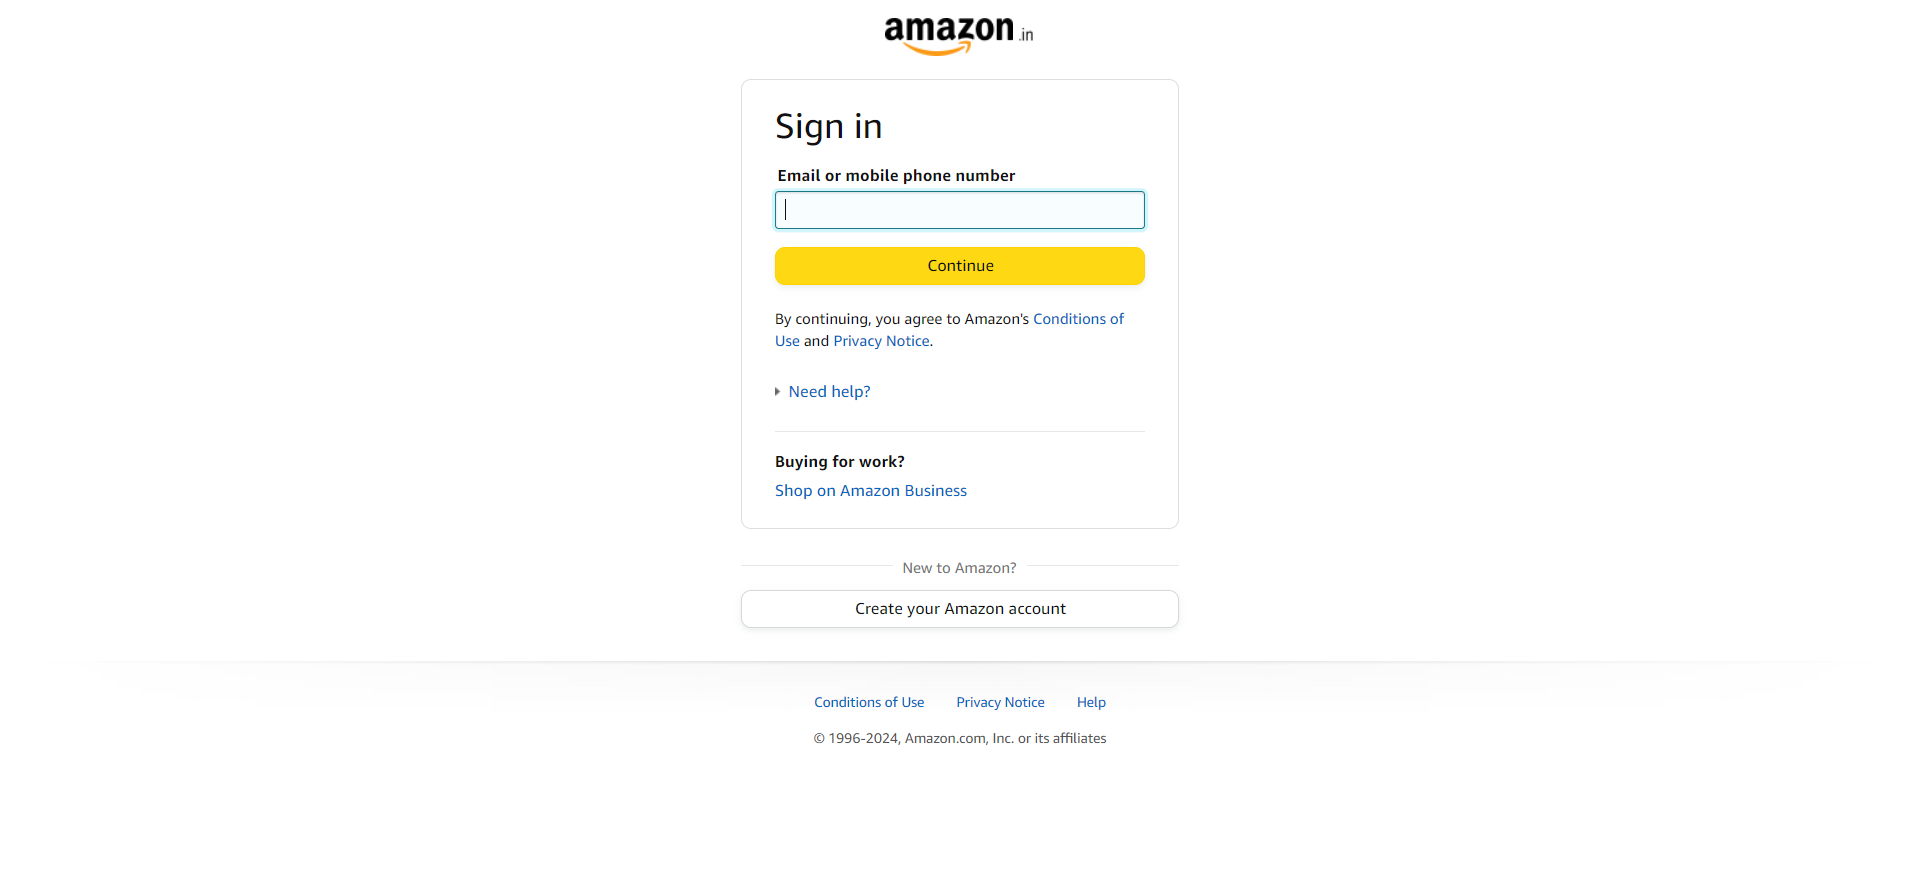 amazon.in
Sign in
Email or mobile phone number
Continue
By continuing, you agree to Amazon's Conditions of
Use and Privacy Notice.
Need help?
Buying for work?
Shop on Amazon Business
New to Amazon?
Create your Amazon account
Conditions of Use Privacy Notice Help
© 1996-2024, Amazon.com, Inc. or its affiliates